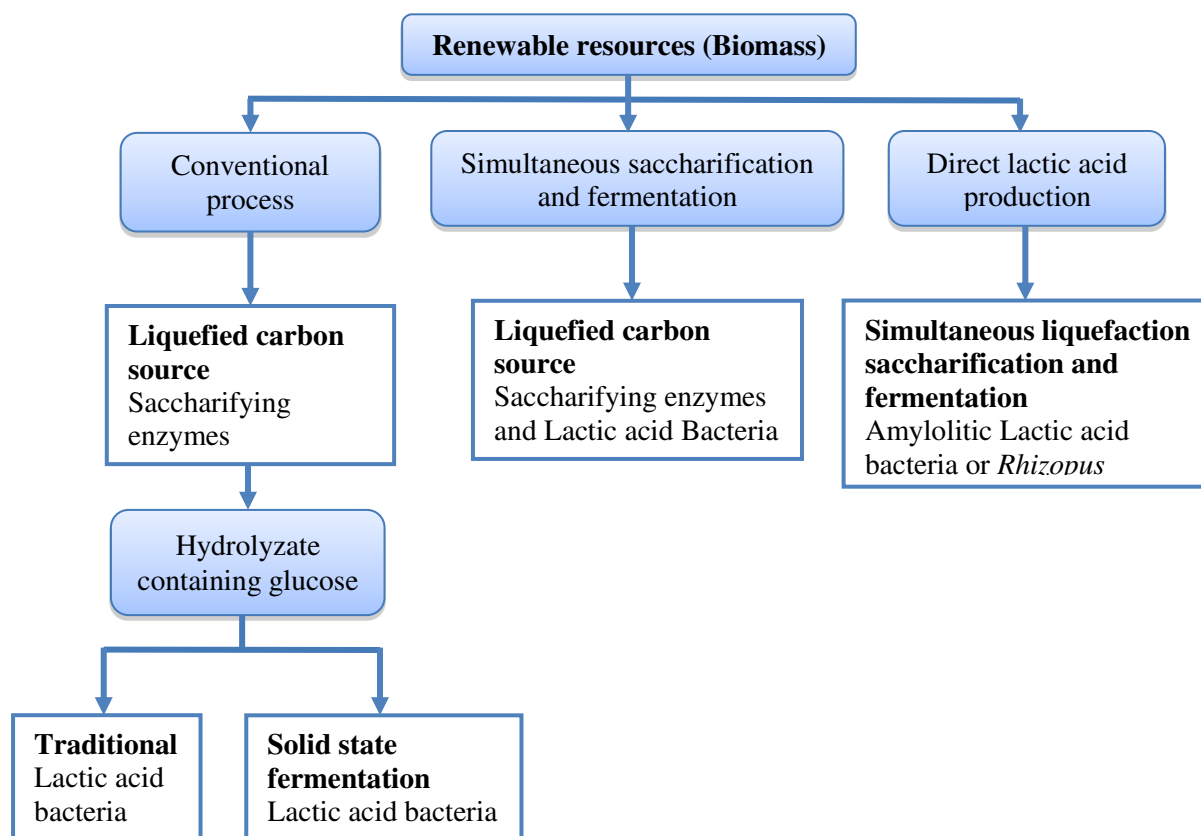 Renewable resources (Biomass)
Conventional
process
Simultaneous saccharification
and fermentation
Direct lactic acid
production
Liquefied carbon
source
Saccharifying
enzymes
Liquefied carbon
source
Saccharifying enzymes
and Lactic acid Bacteria
Simultaneous liquefaction
saccharification and
fermentation
Amylolitic Lactic acid
bacteria or Rhizopus
Hydrolyzate
containing glucose
Traditional
Lactic acid
bacteria
Solid state
fermentation
Lactic acid bacteria